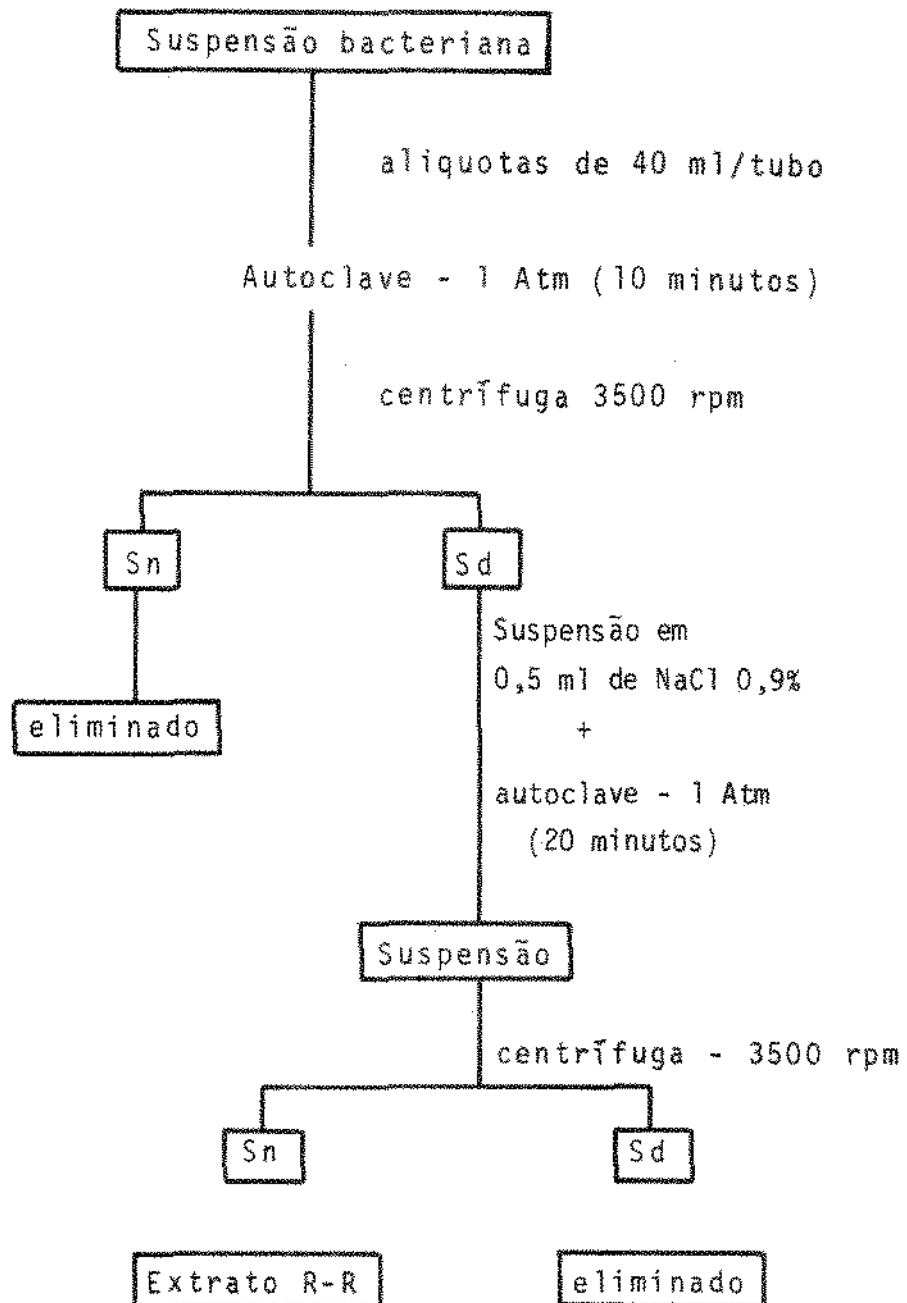 Suspensão bacteriana
aliquotas de 40 ml/tubo
Autoclave - 1 Atm (10 minutos)
centrífuga 3500 rpm
Sn
Sd
Suspensão em
0,5 ml de NaCl 0,9%
+
autoclave - 1 Atm
(20 minutos)
eliminado
Suspensão
centrífuga - 3500 rpm
Sn
Sd
Extrato R-R
eliminado